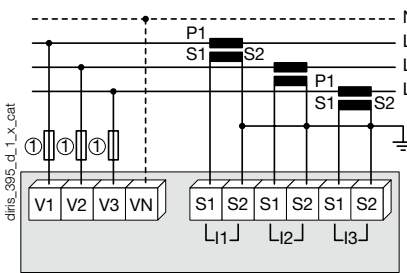 N
L
P1
S1 S2
L
P1
L
S1 S2
diris_395_d_1_x_cat
1 1 1
V1 V2 V3 VN S1 S2 S1 S2 S1 S2
I1 I2 I3